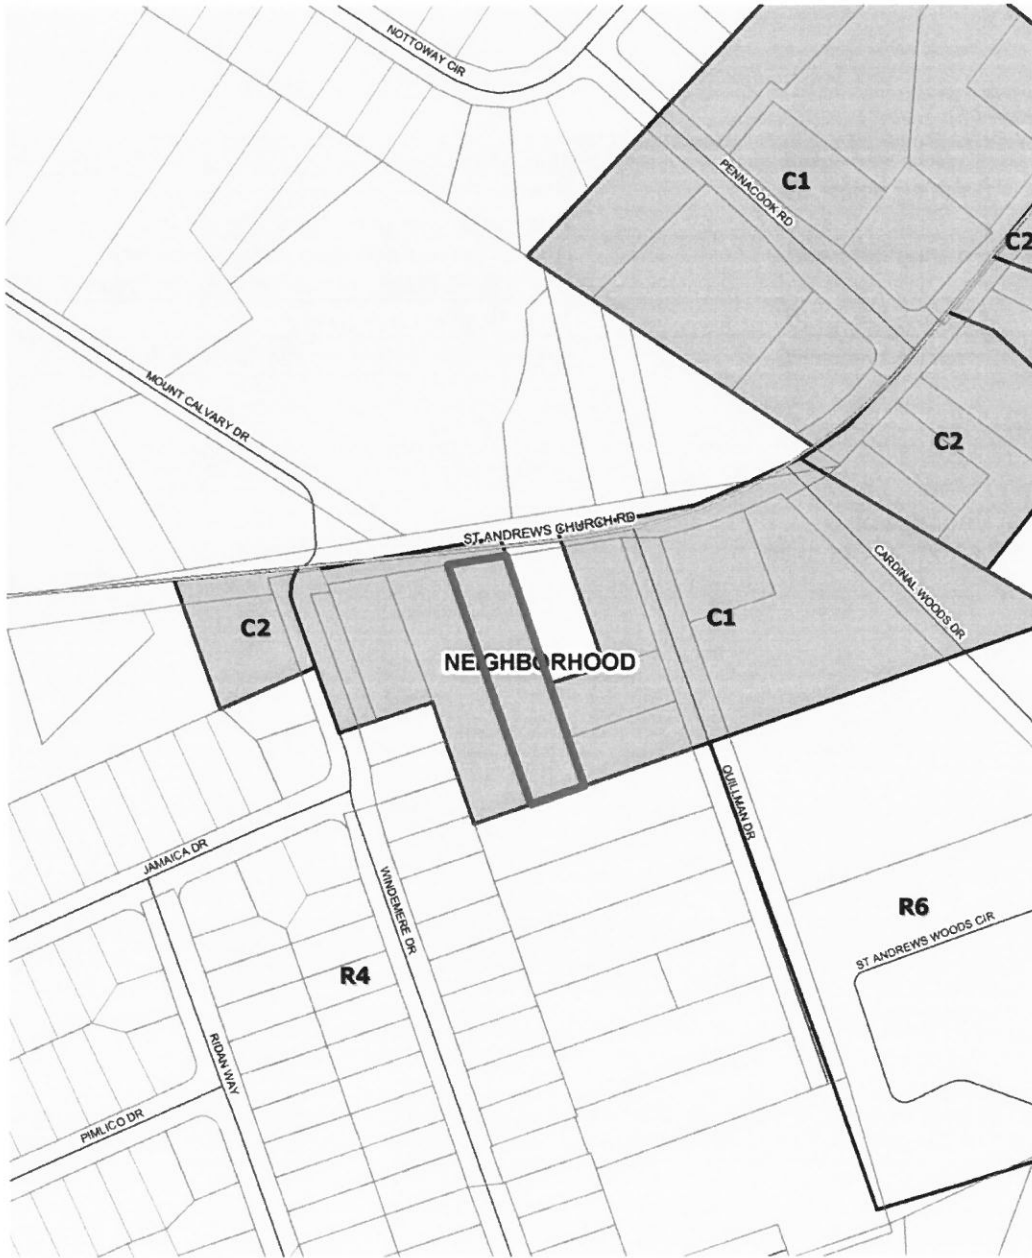 NOTTOWAY CIR
C1
PENNACOOK RD
C2
MOUNT CALVARY DR
C2
ST ANDREWS CHURCH RD
CARDINAL WOODS DR
C2
C1
NEIGHBORHOOD
QUILLMAN DR
JAMAICA DR
WINDEMERE DR
R6
ST ANDREWS WOODS CIR
R4
RIDAN WAY
PIMLICO DR